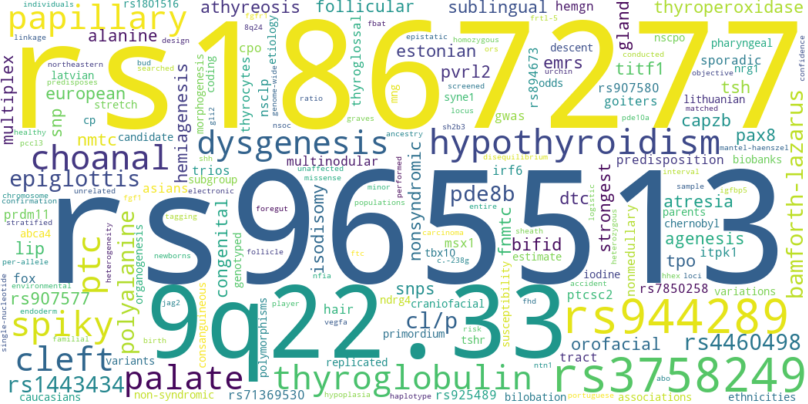 individuals
rs1801516
athyreosis
follicular
sublingual
hemgn
thyroperoxidase
papillary
rs1867277
linkage
alanine
fgfr1
8q24
etiology
fbat
epistatic
homozygous
ors
frtl-5
gland
nscpo
pharyngeal
design
northeastern
bud
cpo
searched
estonian
emrs
descent
sporadic
nrg1
confidence
multiplex
latvian
predisposes
european
stretch
snp
cp
healthy
pccl3
nmtc
candidate
hemiagenesis
morphogenesis
coding
nsclp
gli2
genome-wide
thyrocytes
ratio
thyroglossal
graves
eng
screened
urchin
pvrl2
conducted
syne1
locus
sh2b3
gwas
rs894673
odds
titf1
rs907580
goiters
objective
lithuanian
matched
pde10a
tsh
capzb
pax8
mantel-haenszel
bamforth-lazarus
choanal
dysgenesis
hypothyroidism
nsoc
ancestry
disequilibrium
trios
shh
multinodular
unaffected
missense
minor
performed
populations
entire
tagging
subgroup
irf6
predisposition
biobanks
epiglottis
chromosome
confirmation
unrelated
fgf1
asians
electronic
prdm11
abca4
stratified
heterogeneity
per-allele
environmental
single-nucleotide
lip
fox
rs907577
endoderm
familial
polyalanine
organogenesis
newborns
congenital
genotyped
foregut
follicle
isodisomy
nfia
ftc
carcinoma
c.-238g
nonsyndromic
pde8b
msx1
tbx10
dtc
fnmtc
bifid
estimate
sheath
logistic
heterozygous
strongest
nonmedullary
interval
sample
igfbp5
parents
chernobyl
tpo
itpk1
iodine
hhex
loci
atresia
agenesis
rs965513
ptc
spiky
cleft
variants
rs1443434
caucasians
palate
non-syndromic
9q22.33
jag2
birth
consanguineous
polymorphisms
player
vegfa
hypoplasia
ndrg4
hair
craniofacial
primordium
risk
tshr
replicated
haplotype
snps
cl/p
fhd
susceptibility
ntn1
accident
ptcsc2
rs7850258
variations
rs944289
orofacial
tract
rs4460498
thyroglobulin
rs71369530
rs925489
bilobation
portuguese
abo
associations
rs3758249
ethnicities